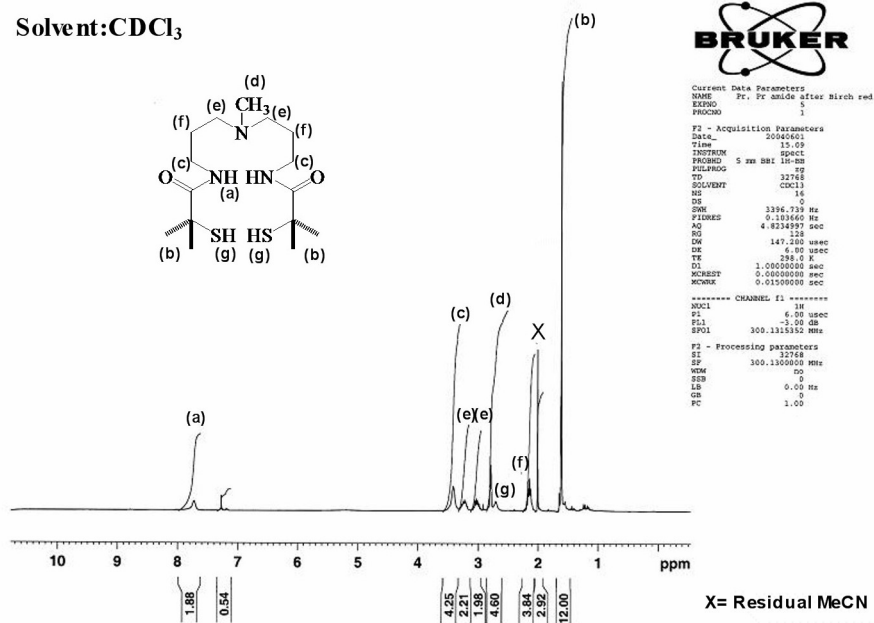 Solvent:CDCl3
(b)
BRUKER
Current Data Parameters
NAME Pr, Pr amide after Birch red
EXPNO 5
PROCNO 1
F2 - Acquisition Parameters
Date_ 20040601
Time 15.09
INSTRUM spect
PROBHD 5 mm BBI 1H-BB
PULPROG zg
TD 32768
SOLVENT CDCl3
NS 16
DS 0
SWH 3396.739 Hz
FIDRES 0.103660 Hz
AQ 4.8234997 sec
RG 128
DW 147.200 usec
DE 6.00 usec
TE 298.0 K
D1 1.00000000 sec
MCREST 0.00000000 sec
MCWRK 0.01500000 sec
======== CHANNEL f1 ========
NUC1 1H
P1 6.00 usec
PL1 -3.00 dB
SFO1 300.1315352 MHz
F2 - Processing parameters
SI 32768
SF 300.1300000 MHz
WDW no
SSB 0
LB 0.00 Hz
GB 0
PC 1.00
(d)
(e) CH3 (e)
(f) N (f)
(c) (c)
O NH HN O
(a)
SH HS
(b) (g) (g) (b)
(c) (d)
X
(a) (e) (e)
(f)
(g)
10 9 8 7 6 5 4 3 2 1 ppm
1.88 0.54 4.25 2.21 1.98 4.60 3.84 2.92 12.00
X= Residual MeCN